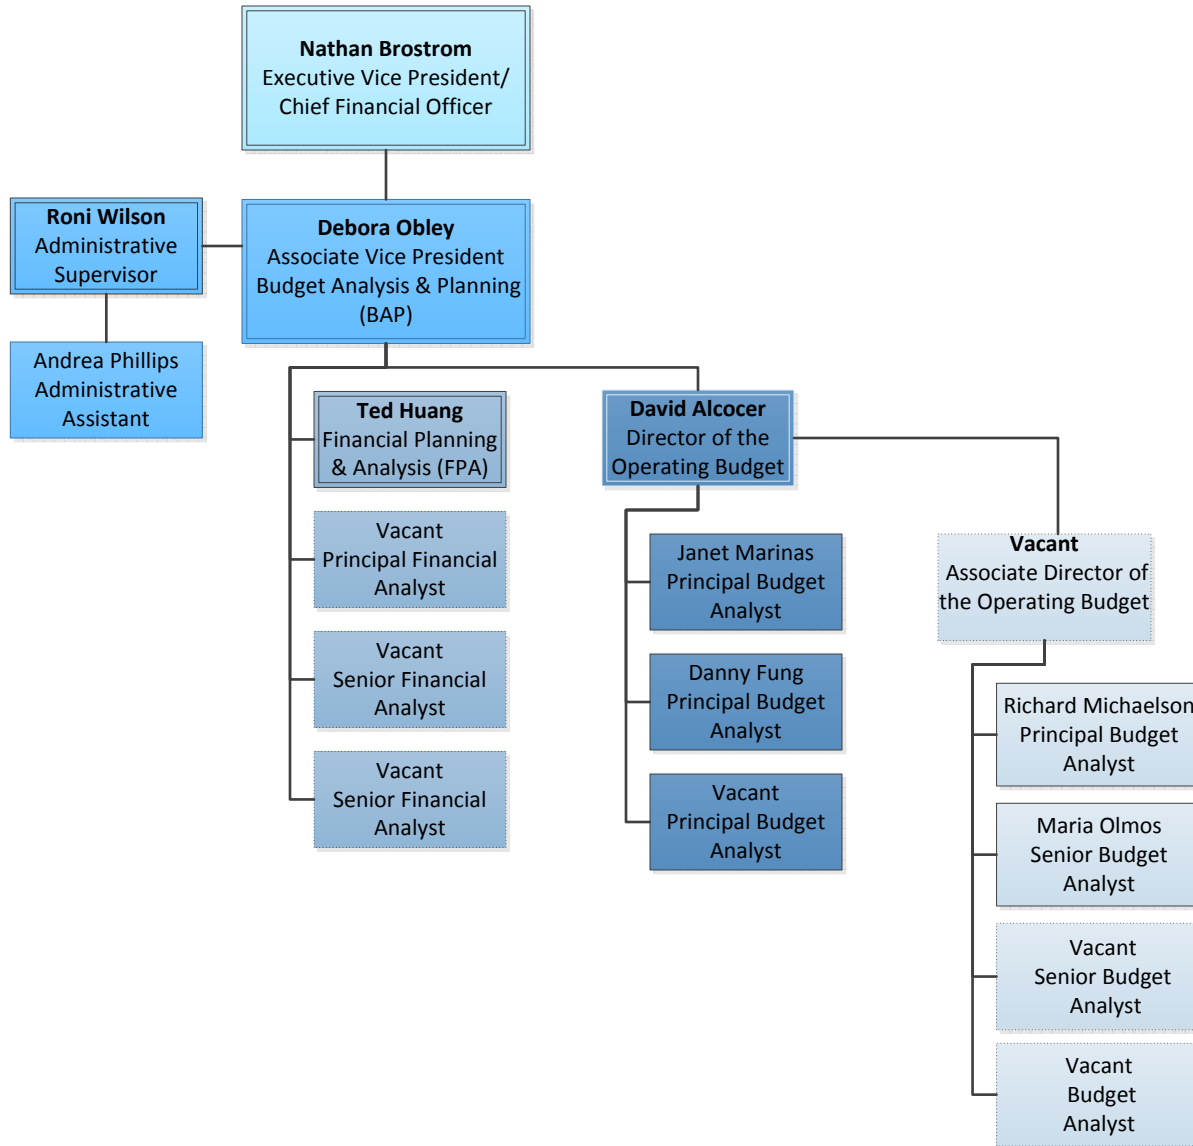 Nathan Brostrom
Executive Vice President/
Chief Financial Officer
Roni Wilson
Administrative
Supervisor
Debora Obley
Associate Vice President
Budget Analysis & Planning
(BAP)
Andrea Phillips
Administrative
Assistant
Ted Huang
Financial Planning
& Analysis (FPA)
Vacant
Principal Financial
Analyst
Vacant
Senior Financial
Analyst
Vacant
Senior Financial
Analyst
David Alcocer
Director of the
Operating Budget
Janet Marinas
Principal Budget
Analyst
Danny Fung
Principal Budget
Analyst
Vacant
Principal Budget
Analyst
Vacant
Associate Director of
the Operating Budget
Richard Michaelson
Principal Budget
Analyst
Maria Olmos
Senior Budget
Analyst
Vacant
Senior Budget
Analyst
Vacant
Budget
Analyst